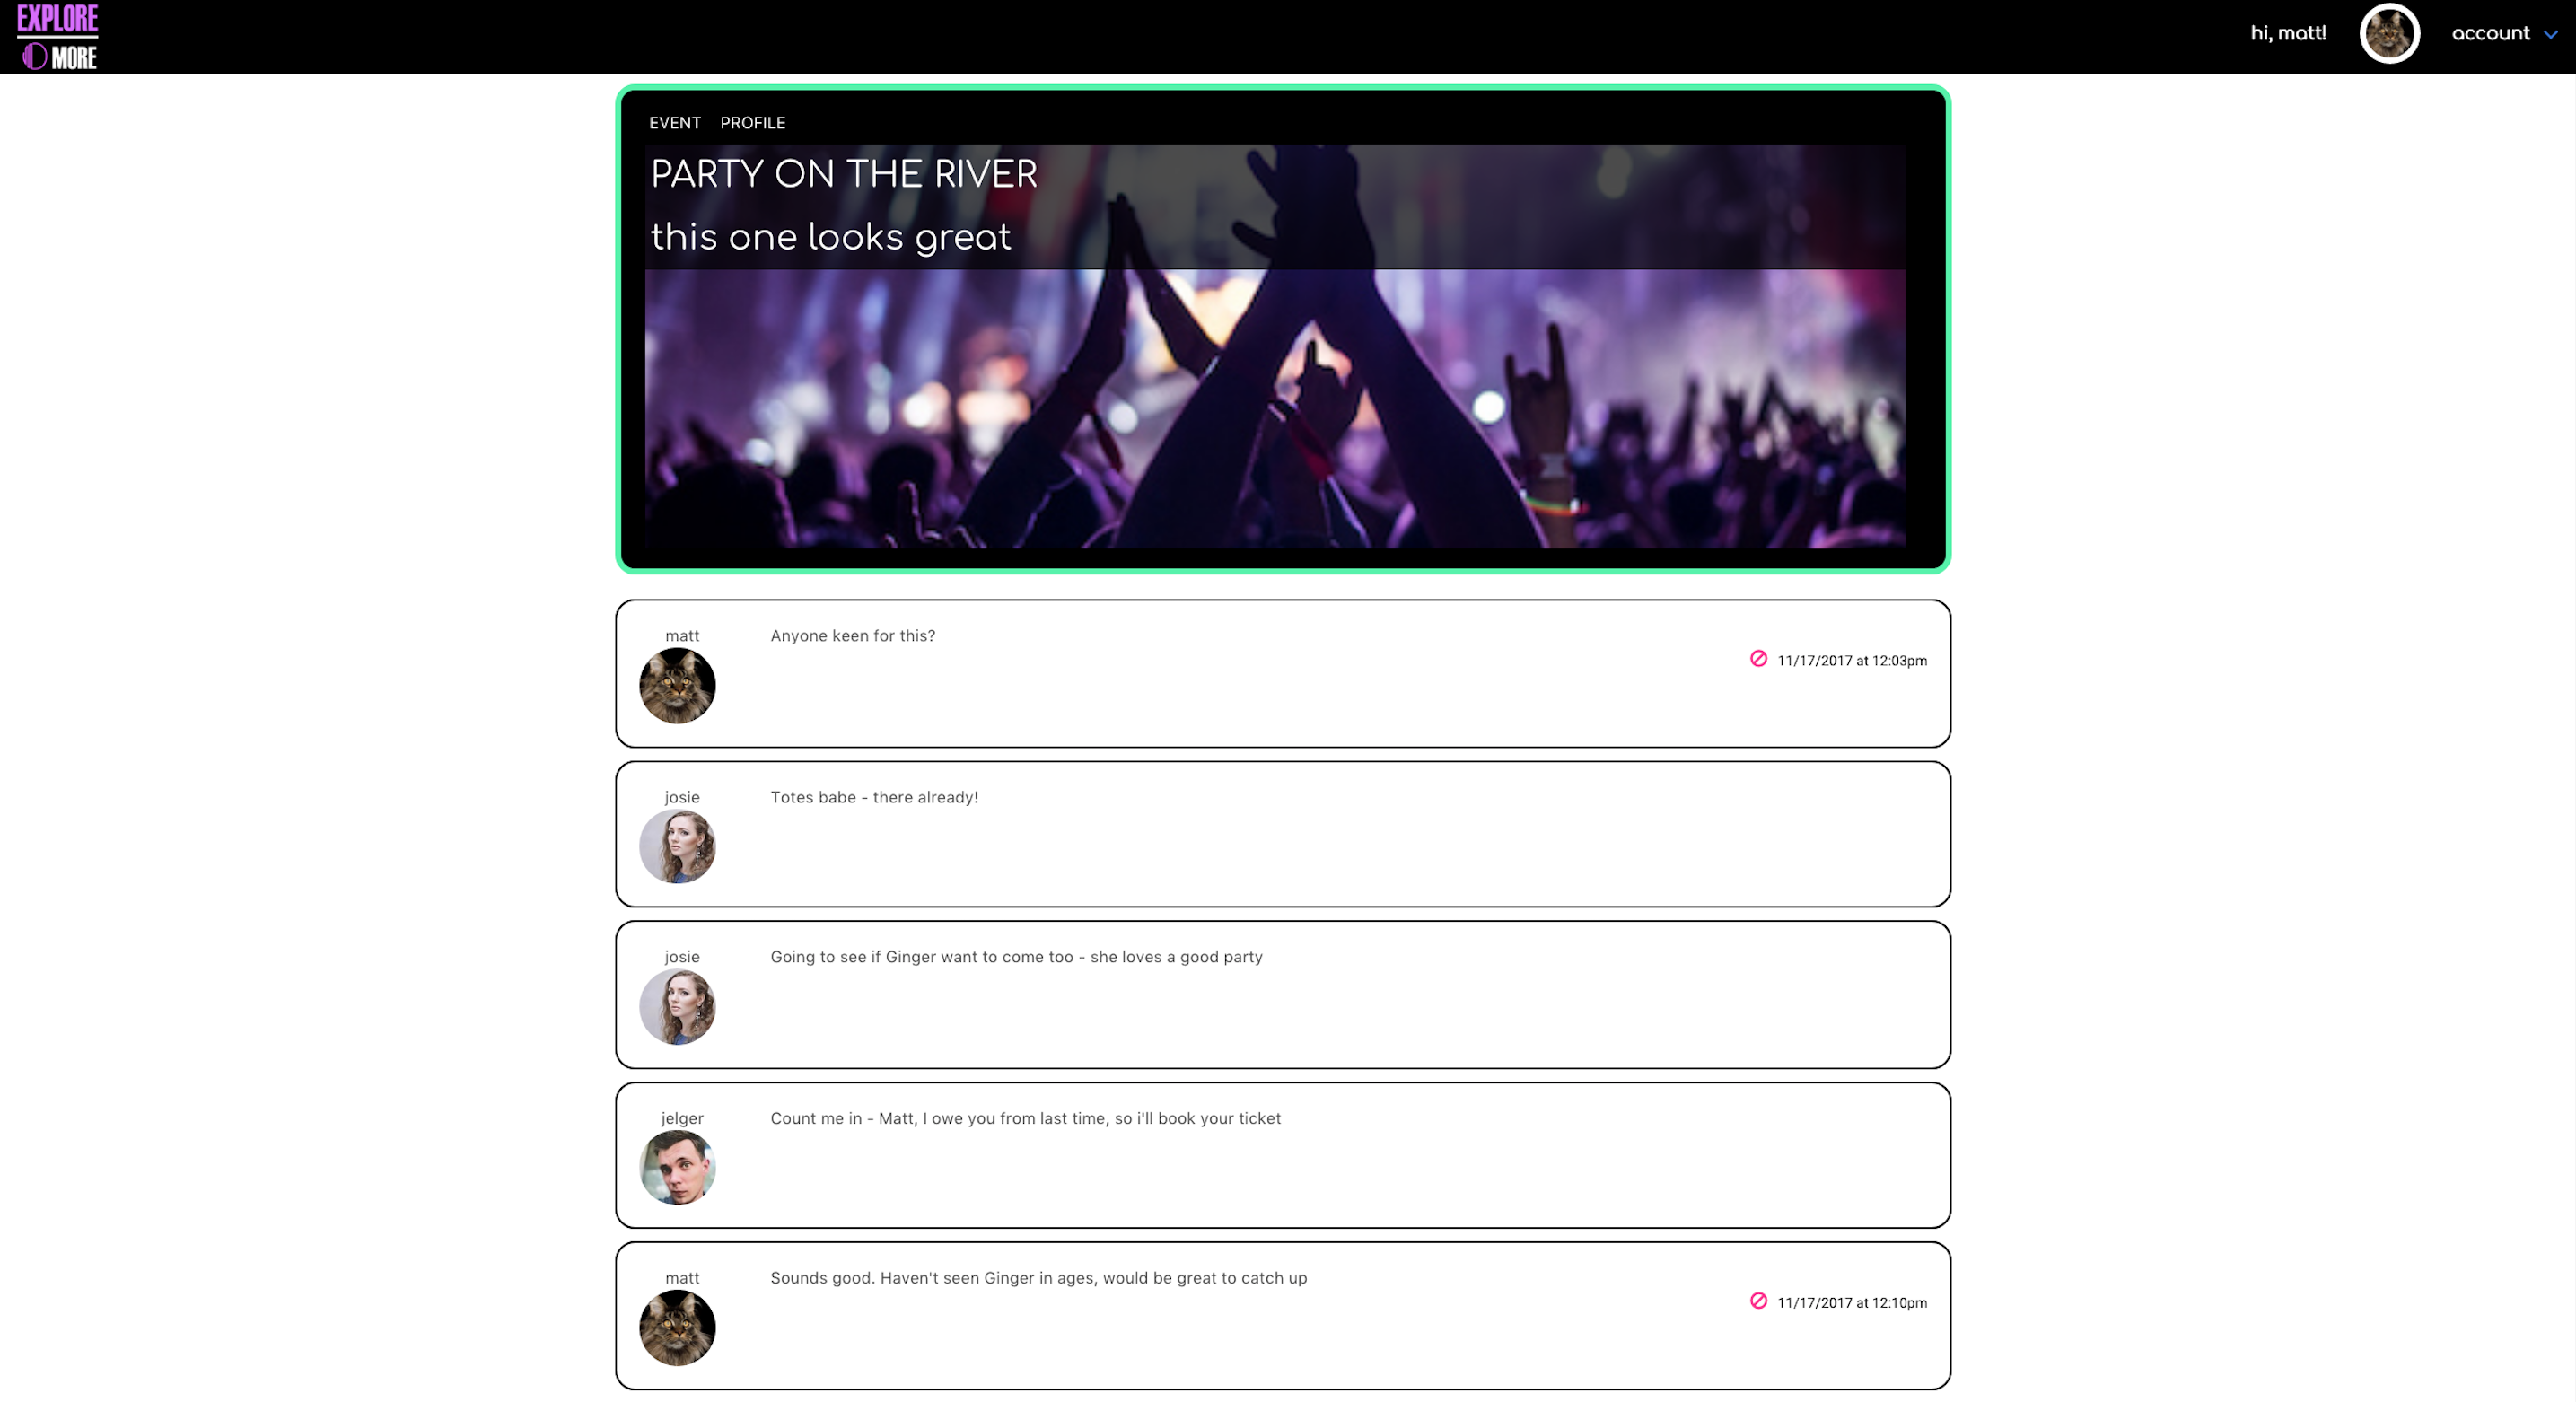 EXPLORE
MORE
hi, matt!
account
EVENT PROFILE
PARTY ON THE RIVER
this one looks great
matt
Anyone keen for this?
11/17/2017 at 12:03pm
josie
Totes babe - there already!
josie
Going to see if Ginger want to come too - she loves a good party
jelger
Count me in - Matt, I owe you from last time, so i'll book your ticket
matt
Sounds good. Haven't seen Ginger in ages, would be great to catch up
11/17/2017 at 12:10pm